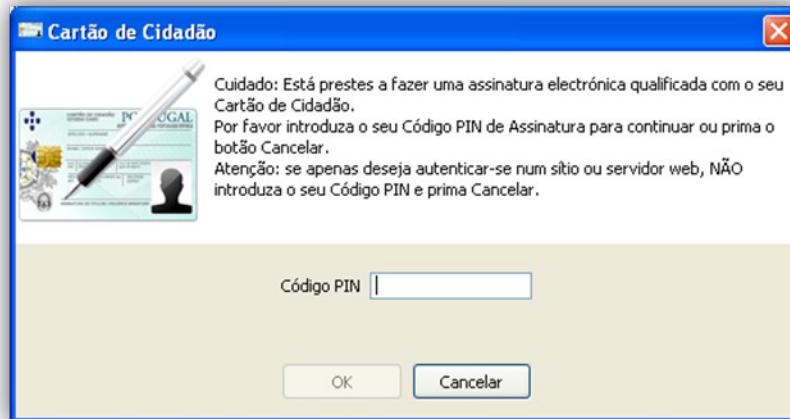 Cartão de Cidadão
Cuidado: Está prestes a fazer uma assinatura electrónica qualificada com o seu
Cartão de Cidadão.
Por favor introduza o seu Código PIN de Assinatura para continuar ou prima o
botão Cancelar.
Atenção: se apenas deseja autenticar-se num sítio ou servidor web, NÃO
introduza o seu Código PIN e prima Cancelar.
Código PIN
OK
Cancelar